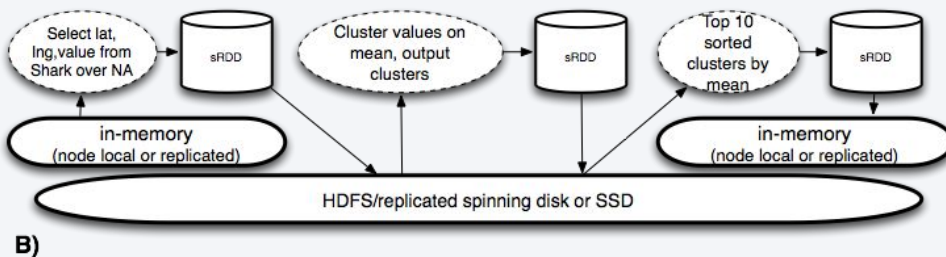 Select lat,
lng,value from
Shark over NA
sRDD
Cluster values on
mean, output
clusters
sRDD
Top 10
sorted
clusters by
mean
sRDD
in-memory
(node local or replicated)
in-memory
(node local or replicated)
HDFS/replicated spinning disk or SSD
B)